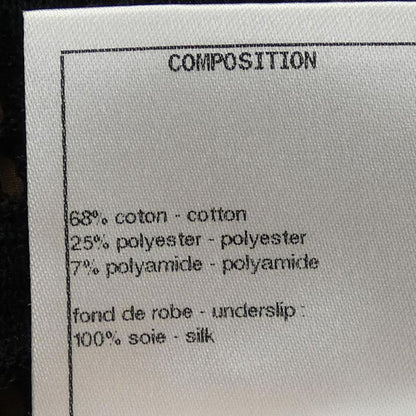 COMPOSITION
68% coton - cotton
25% polyester - polyester
7% polyamide - polyamide
fond de robe - underslip :
100% soie - silk